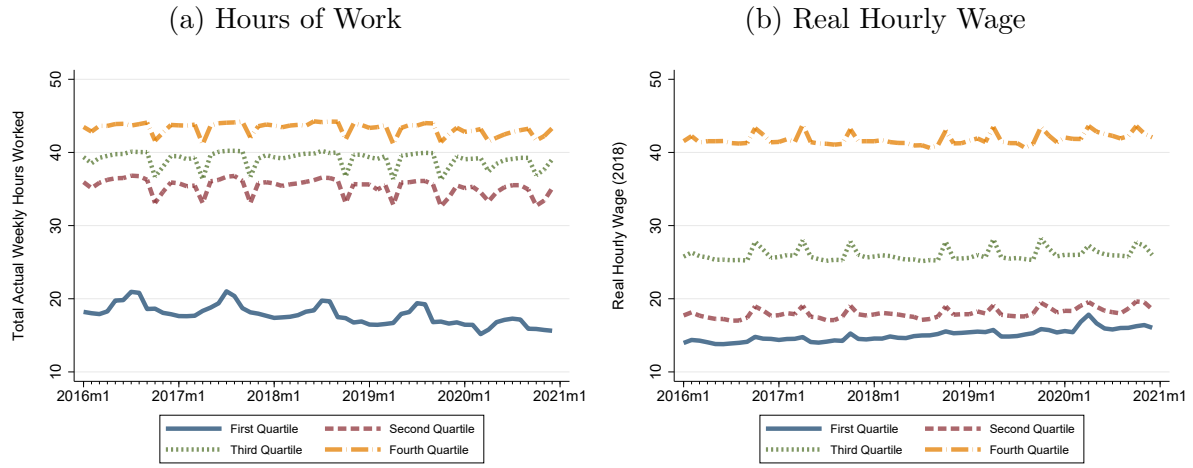 (a) Hours of Work
Total Actual Weekly Hours Worked
50
40
30
20
10
2016m1 2017m1 2018m1 2019m1 2020m1 2021m1
First Quartile Second Quartile
Third Quartile Fourth Quartile
(b) Real Hourly Wage
Real Hourly Wage (2018)
50
40
30
20
10
2016m1 2017m1 2018m1 2019m1 2020m1 2021m1
First Quartile Second Quartile
Third Quartile Fourth Quartile